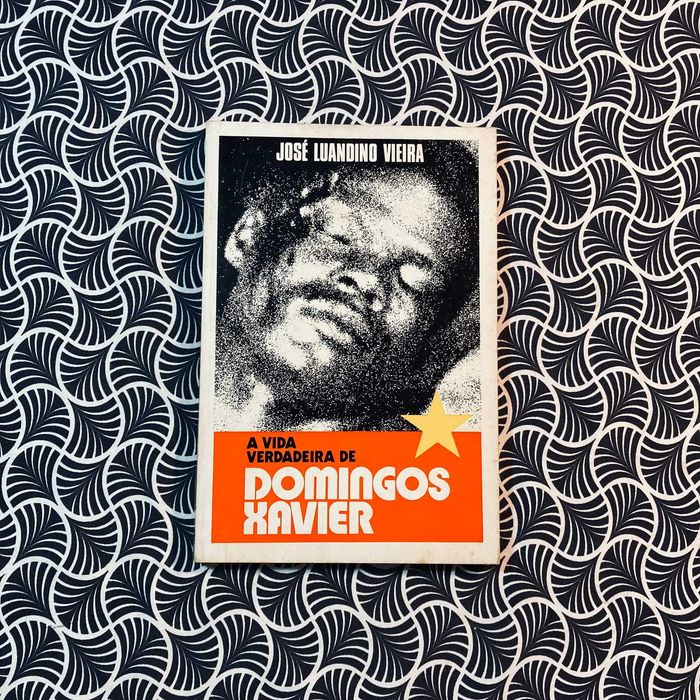 JOSÉ LUANDINO VIEIRA
A VIDA
VERDADEIRA DE
DOMINGOS
XAVIER